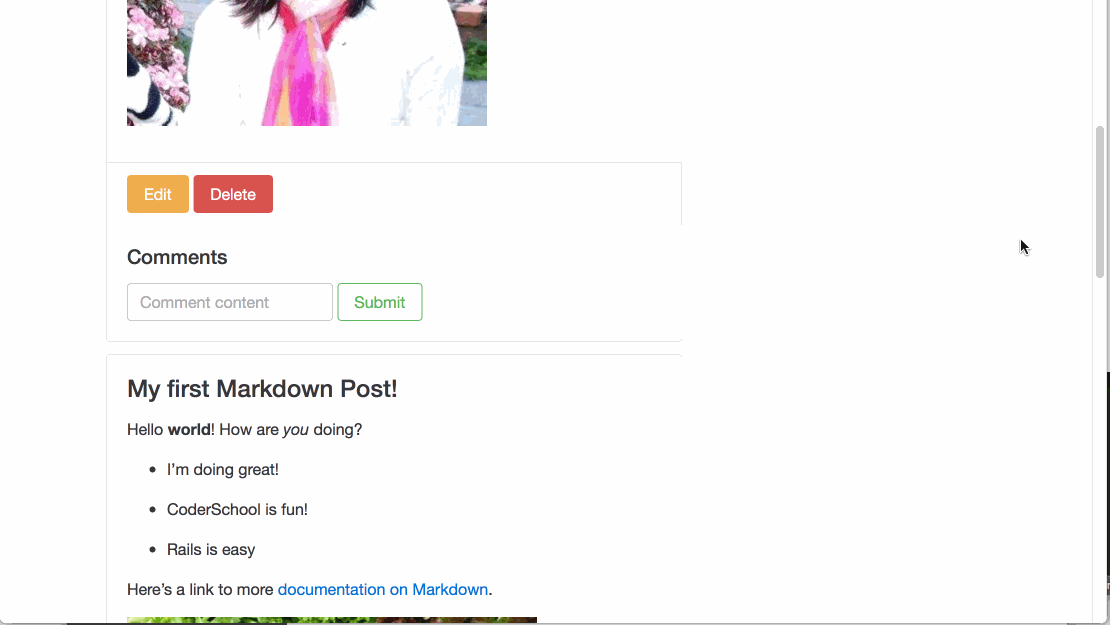 Edit Delete
Comments
Comment content Submit
My first Markdown Post!
Hello world! How are you doing?
• I’m doing great!
• CoderSchool is fun!
• Rails is easy
Here’s a link to more documentation on Markdown.